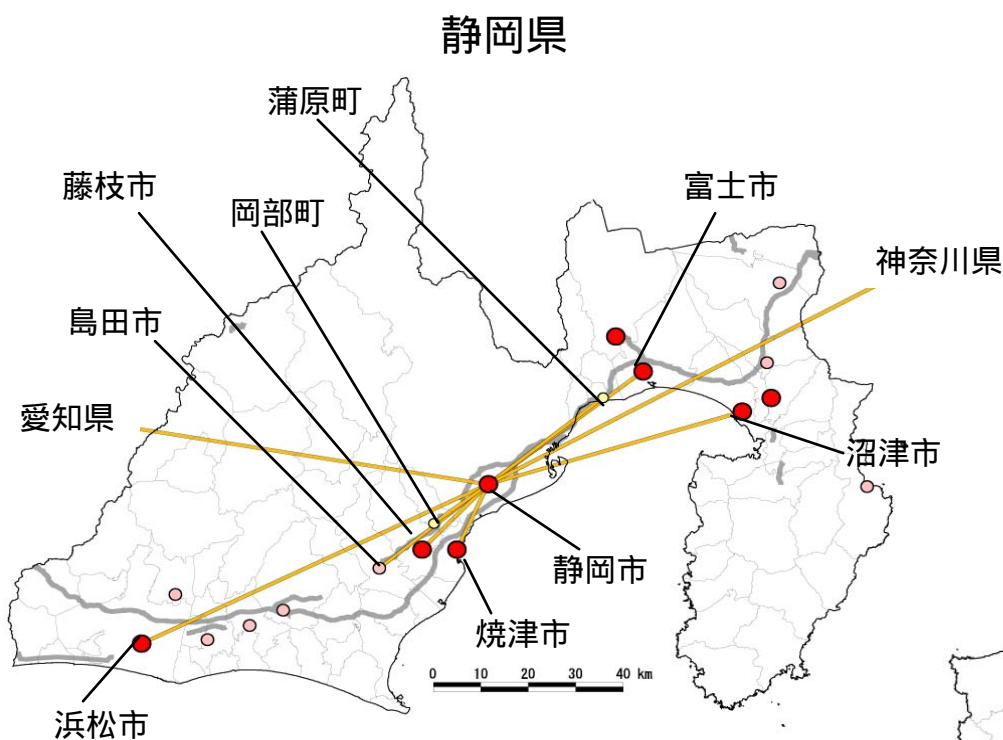 静岡県
蒲原町
藤枝市
富士市
岡部町
神奈川県
島田市
愛知県
沼津市
静岡市
焼津市
0 10 20 30 40 km
浜松市